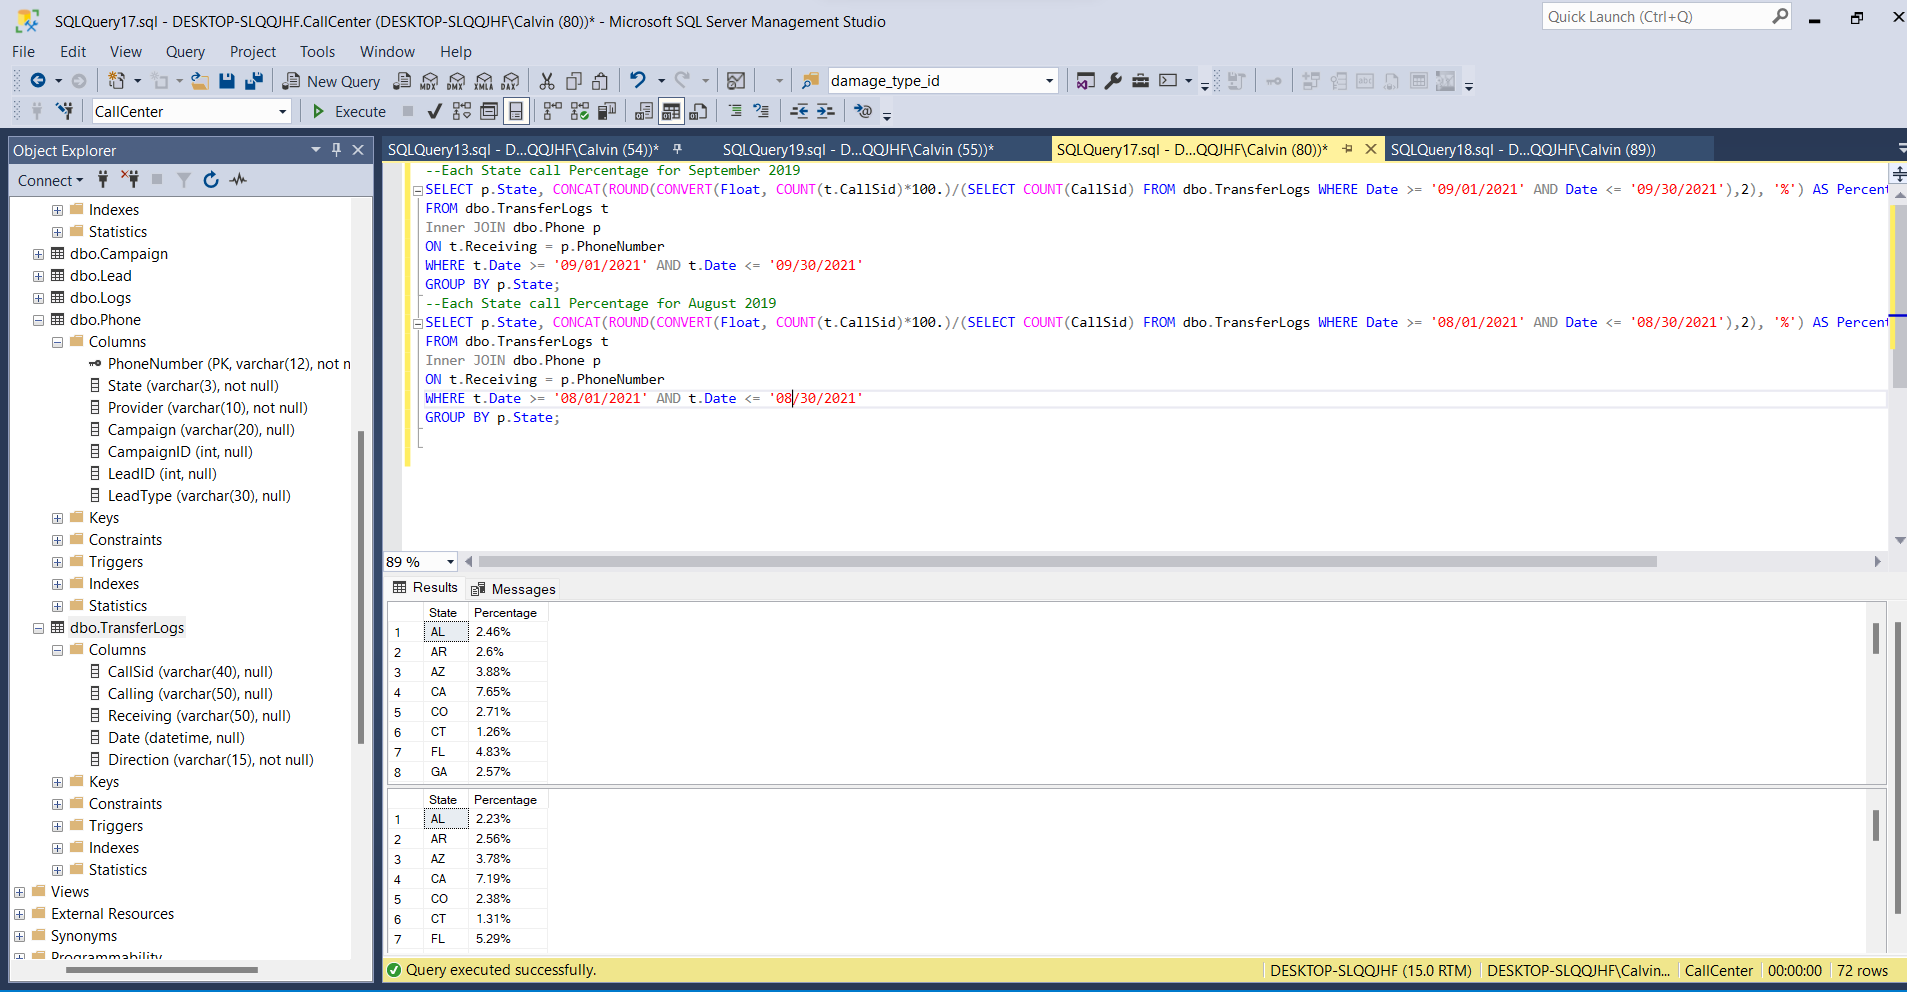 SQLQuery17.sql - DESKTOP-SLQQJHF.CallCenter (DESKTOP-SLQQJHF\Calvin (80))* - Microsoft SQL Server Management Studio
Quick Launch (Ctrl+Q)
File Edit View Query Project Tools Window Help
New Query MDX DMX XMLA DAX damage_type_id
CallCenter Execute
Object Explorer
Connect
Indexes
Statistics
dbo.Campaign
dbo.Lead
dbo.Logs
dbo.Phone
Columns
PhoneNumber (PK, varchar(12), not n
State (varchar(3), not null)
Provider (varchar(10), not null)
Campaign (varchar(20), null)
CampaignID (int, null)
LeadID (int, null)
LeadType (varchar(30), null)
Keys
Constraints
Triggers
Indexes
Statistics
dbo.TransferLogs
Columns
CallSid (varchar(40), null)
Calling (varchar(50), null)
Receiving (varchar(50), null)
Date (datetime, null)
Direction (varchar(15), not null)
Keys
Constraints
Triggers
Indexes
Statistics
Views
External Resources
Synonyms
Programmability
SQLQuery13.sql - D...QQJHF\Calvin (54))* SQLQuery19.sql - D...QQJHF\Calvin (55))* SQLQuery17.sql - D...QQJHF\Calvin (80))* SQLQuery18.sql - D...QQJHF\Calvin (89))
--Each State call Percentage for September 2019
SELECT p.State, CONCAT(ROUND(CONVERT(Float, COUNT(t.CallSid)*100.)/(SELECT COUNT(CallSid) FROM dbo.TransferLogs WHERE Date >= '09/01/2021' AND Date <= '09/30/2021'),2), '%') AS Percent
FROM dbo.TransferLogs t
Inner JOIN dbo.Phone p
ON t.Receiving = p.PhoneNumber
WHERE t.Date >= '09/01/2021' AND t.Date <= '09/30/2021'
GROUP BY p.State;
--Each State call Percentage for August 2019
SELECT p.State, CONCAT(ROUND(CONVERT(Float, COUNT(t.CallSid)*100.)/(SELECT COUNT(CallSid) FROM dbo.TransferLogs WHERE Date >= '08/01/2021' AND Date <= '08/30/2021'),2), '%') AS Percent
FROM dbo.TransferLogs t
Inner JOIN dbo.Phone p
ON t.Receiving = p.PhoneNumber
WHERE t.Date >= '08/01/2021' AND t.Date <= '08/30/2021'
GROUP BY p.State;
89 %
Results Messages
State Percentage
1 AL 2.46%
2 AR 2.6%
3 AZ 3.88%
4 CA 7.65%
5 CO 2.71%
6 CT 1.26%
7 FL 4.83%
8 GA 2.57%
State Percentage
1 AL 2.23%
2 AR 2.56%
3 AZ 3.78%
4 CA 7.19%
5 CO 2.38%
6 CT 1.31%
7 FL 5.29%
Query executed successfully. DESKTOP-SLQQJHF (15.0 RTM) DESKTOP-SLQQJHF\Calvin... CallCenter 00:00:00 72 rows